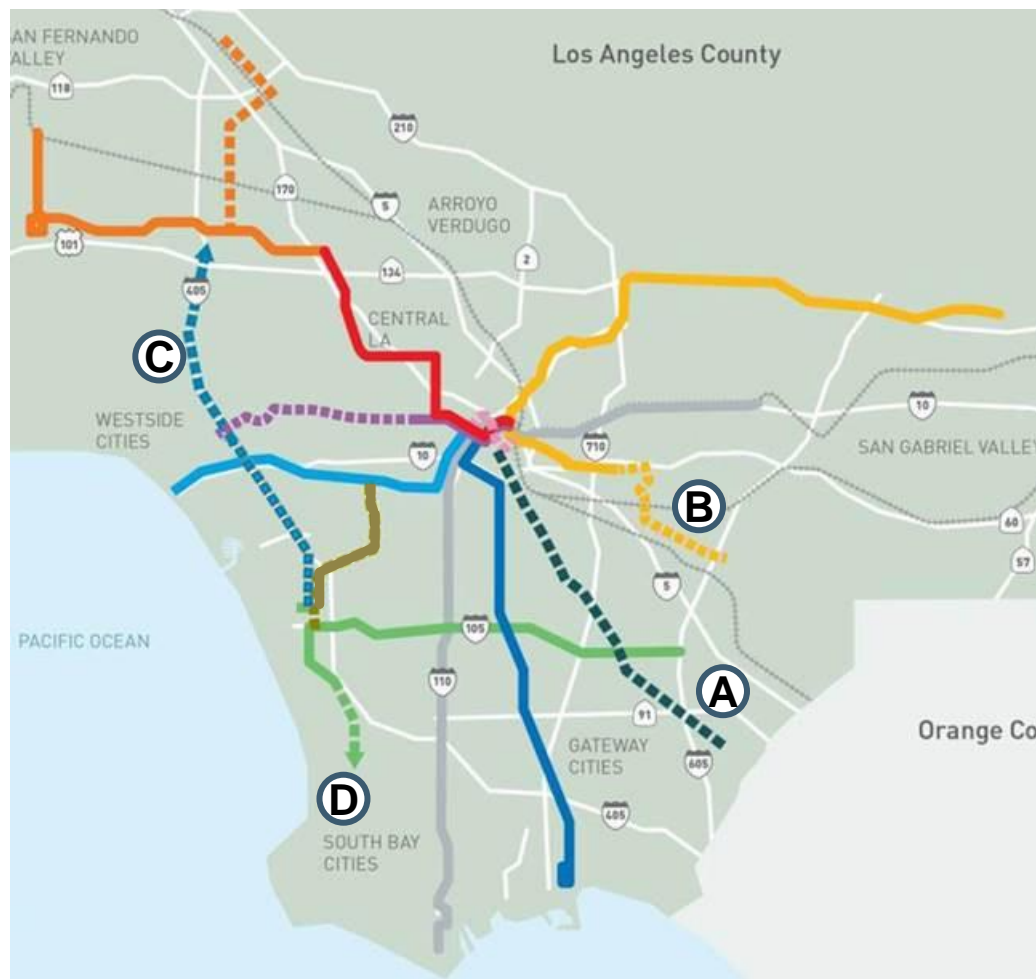 AN FERNANDO
ALLEY
Los Angeles County
118
210
170
5
ARROYO
VERDUGO
101
2
134
405
CENTRAL
LA
C
WESTSIDE
CITIES
10
710
10
SAN GABRIEL VALLEY
B
60
57
5
PACIFIC OCEAN
105
110
A
91
Orange Co
GATEWAY
CITIES
605
D
405
SOUTH BAY
CITIES